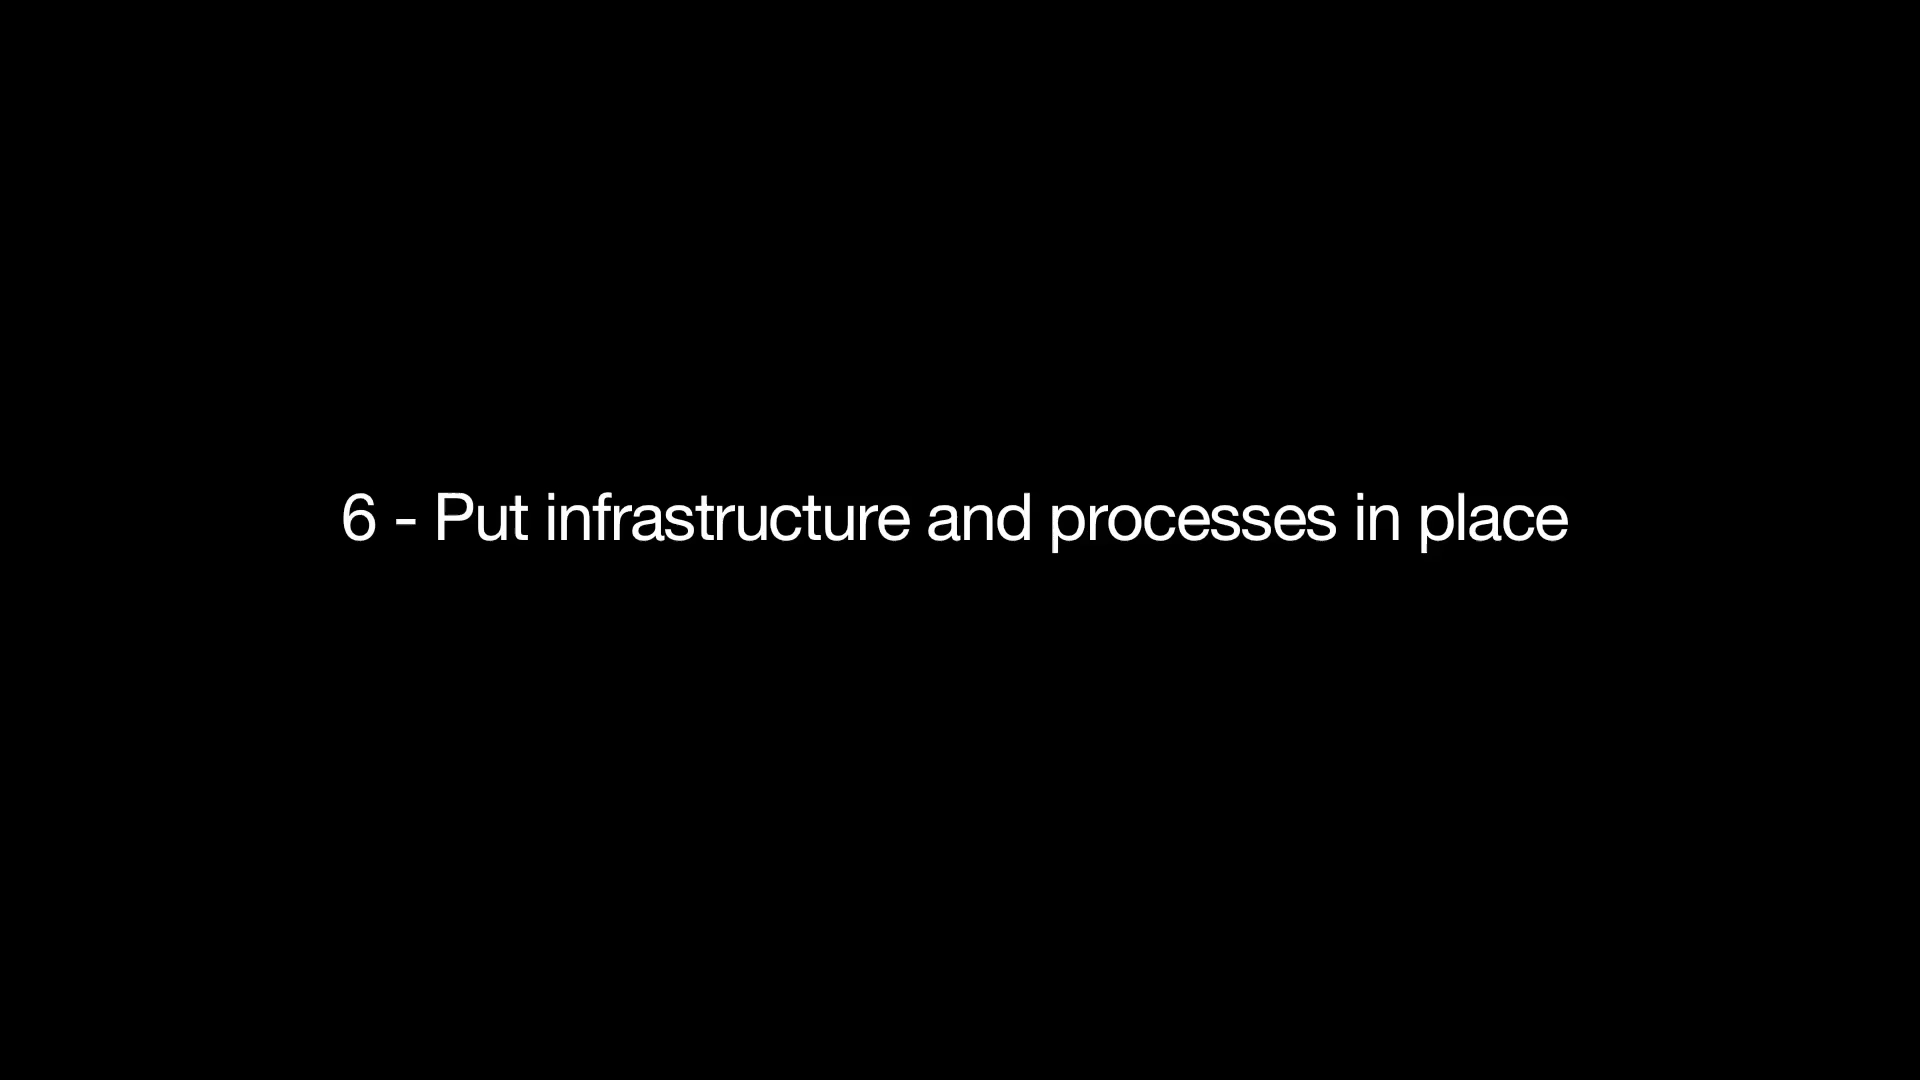 6 - Put infrastructure and processes in place